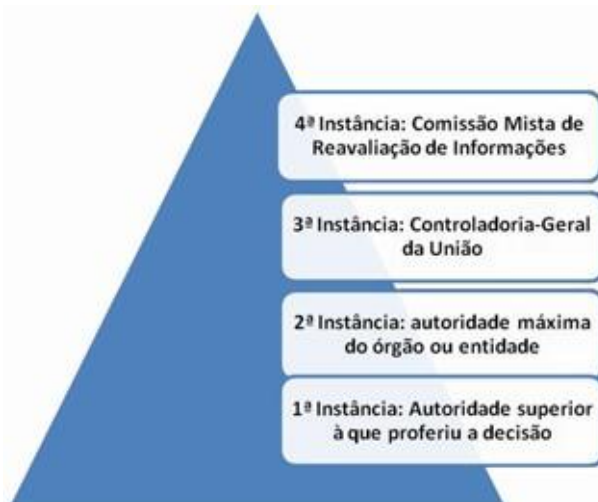 4ª Instância: Comissão Mista de
Reavaliação de Informações
3ª Instância: Controladoria-Geral
da União
2ª Instância: autoridade máxima
do órgão ou entidade
1ª Instância: Autoridade superior
à que proferiu a decisão